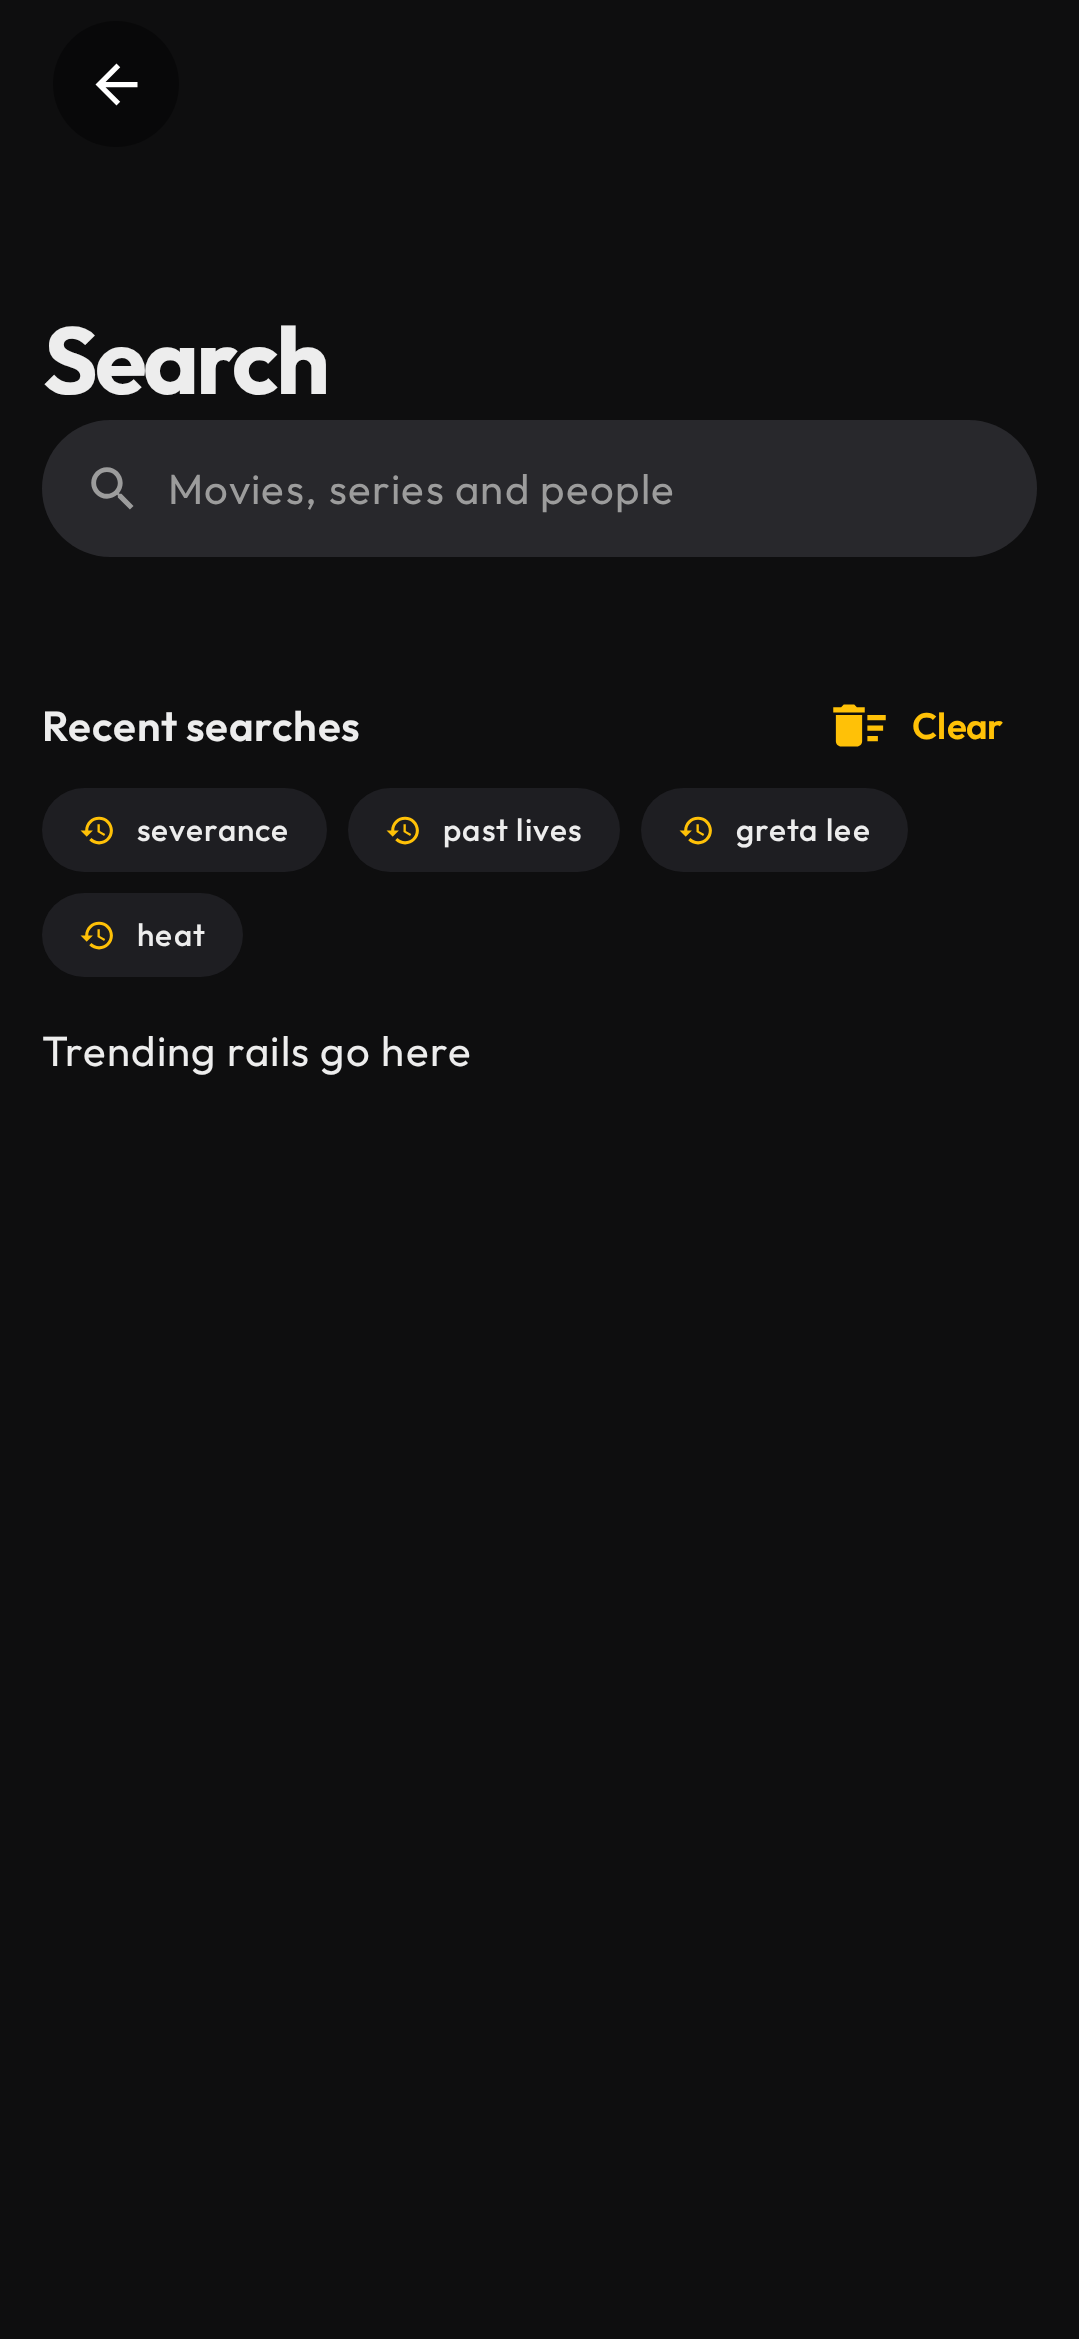 Search
Movies, series and people
Recent searches
Clear
severance
past lives
greta lee
heat
Trending rails go here